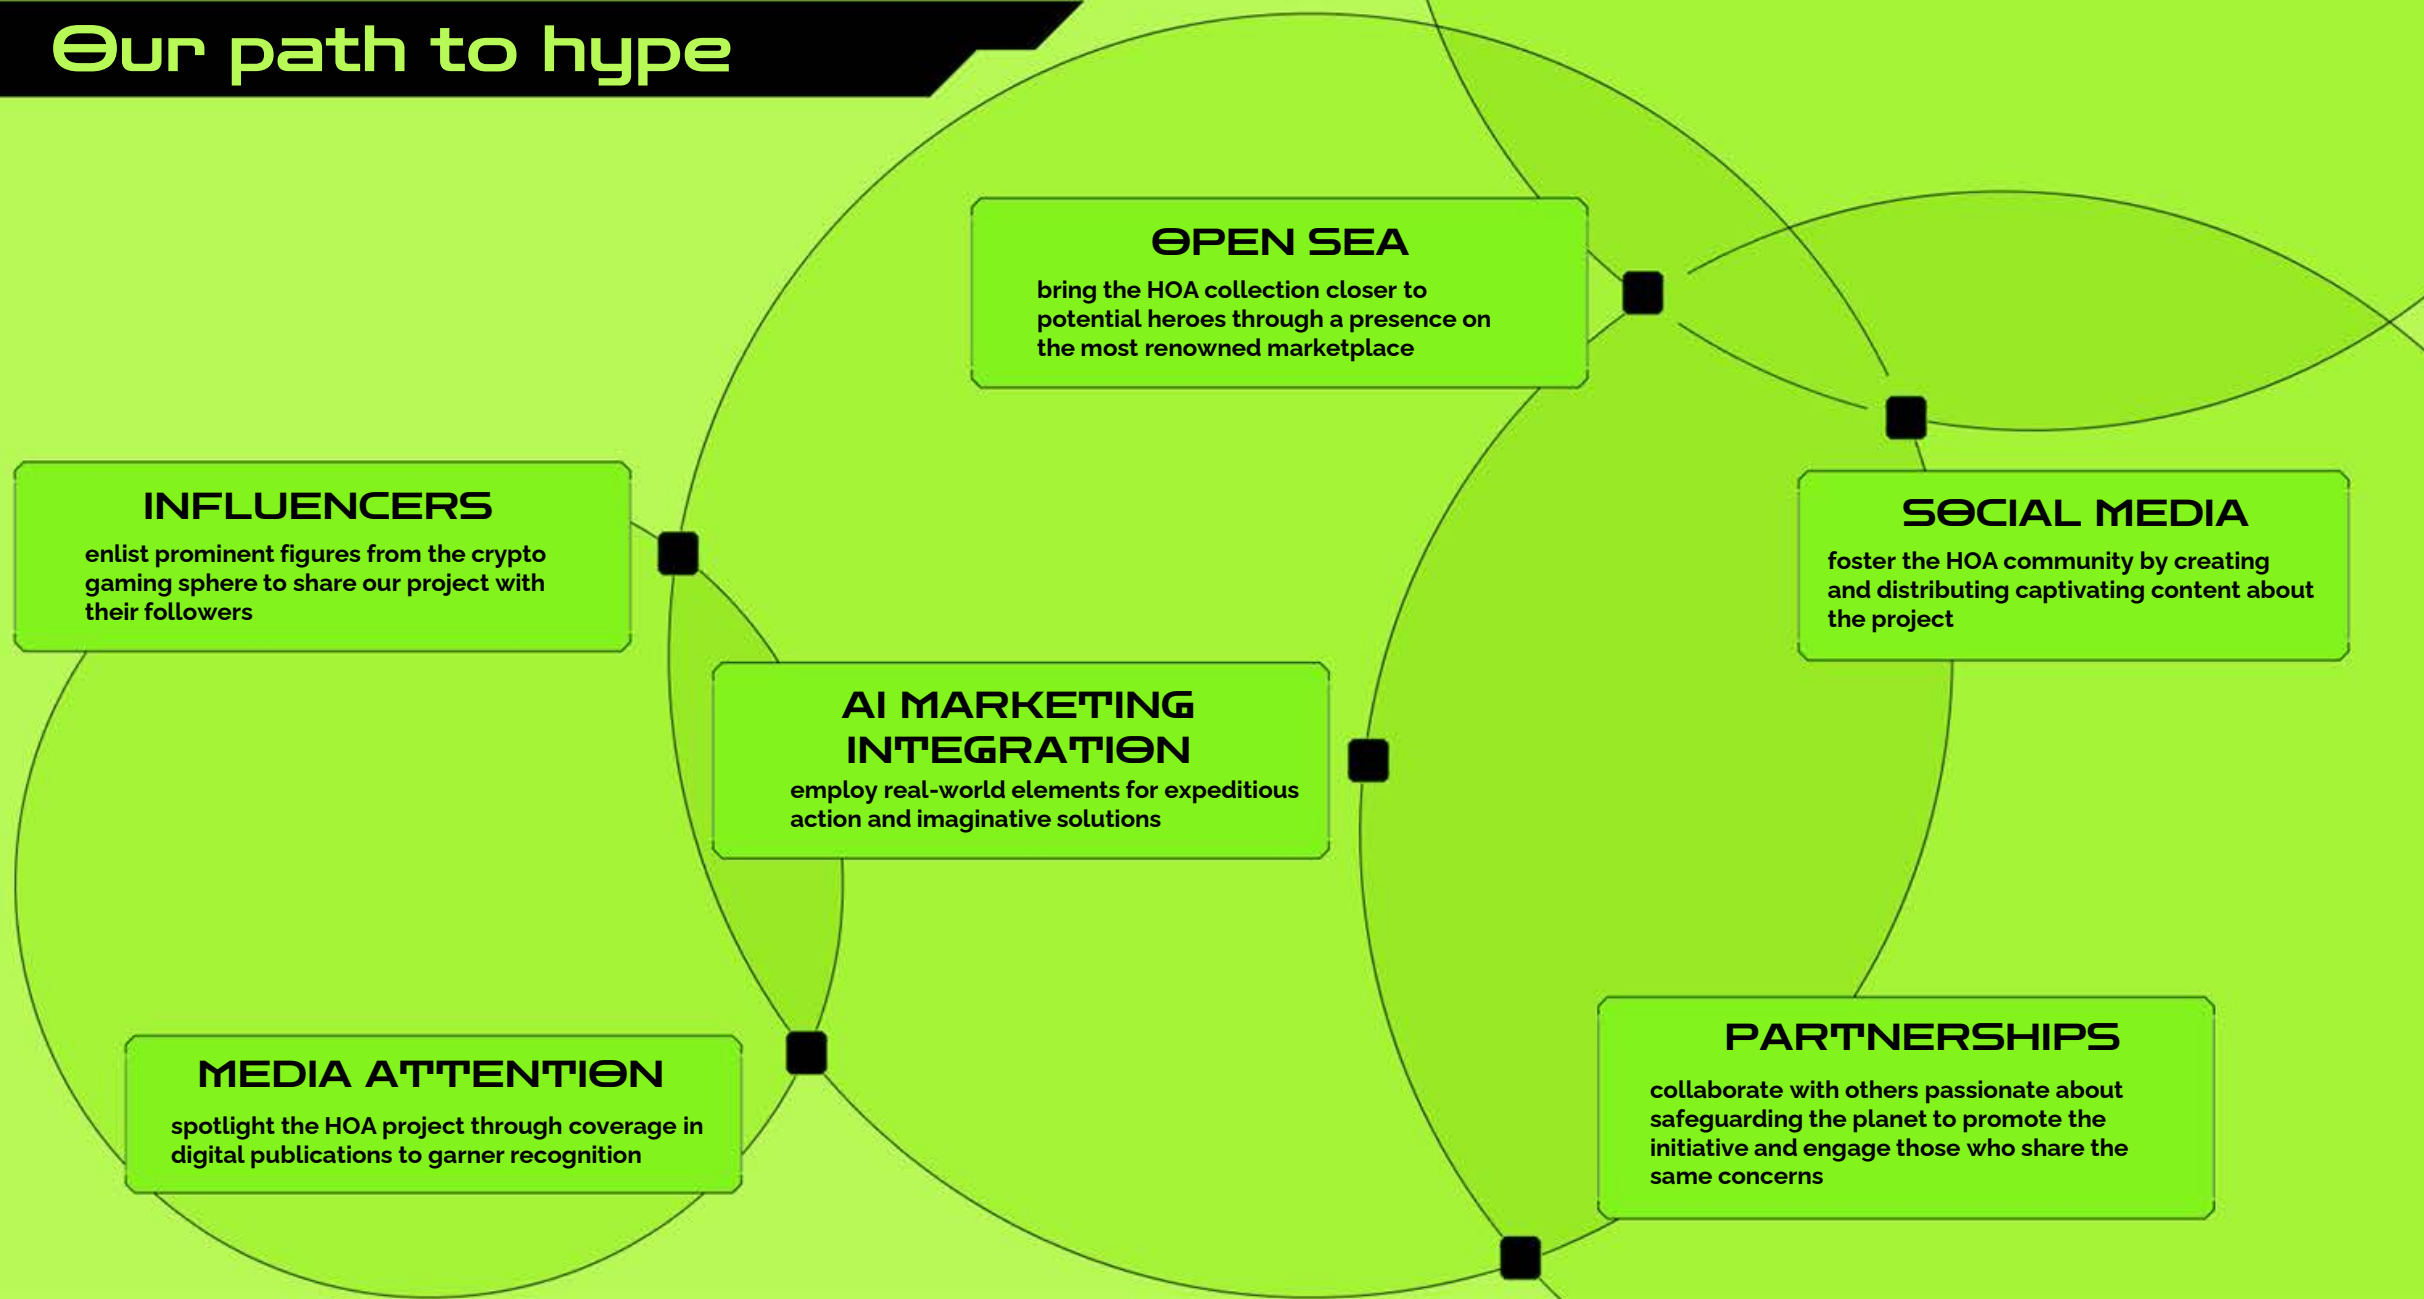 Our path to hype
OPEN SEA
bring the HOA collection closer to
potential heroes through a presence on
the most renowned marketplace
INFLUENCERS
enlist prominent figures from the crypto
gaming sphere to share our project with
their followers
SOCIAL MEDIA
foster the HOA community by creating
and distributing captivating content about
the project
AI MARKETING
INTEGRATION
employ real-world elements for expeditious
action and imaginative solutions
MEDIA ATTENTION
spotlight the HOA project through coverage in
digital publications to garner recognition
PARTNERSHIPS
collaborate with others passionate about
safeguarding the planet to promote the
initiative and engage those who share the
same concerns